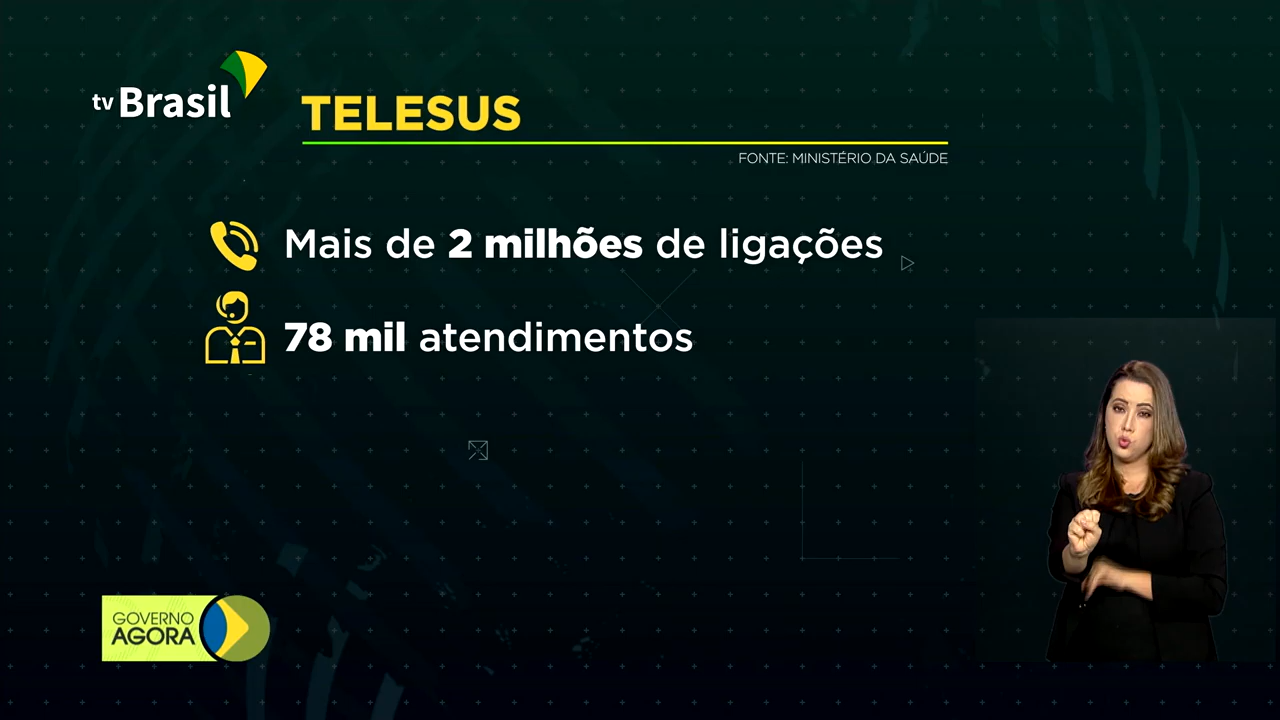 tv Brasil
TELESUS
FONTE: MINISTÉRIO DA SAÚDE
Mais de 2 milhões de ligações
78 mil atendimentos
GOVERNO
AGORA